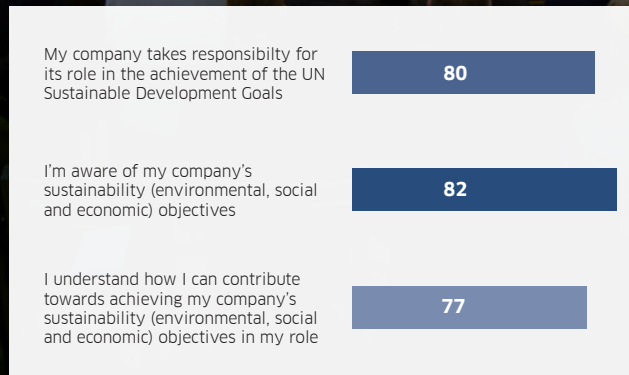 My company takes responsibilty for
its role in the achievement of the UN
Sustainable Development Goals
80
I'm aware of my company's
sustainability (environmental, social
and economic) objectives
82
I understand how I can contribute
towards achieving my company's
sustainability (environmental, social
and economic) objectives in my role
77